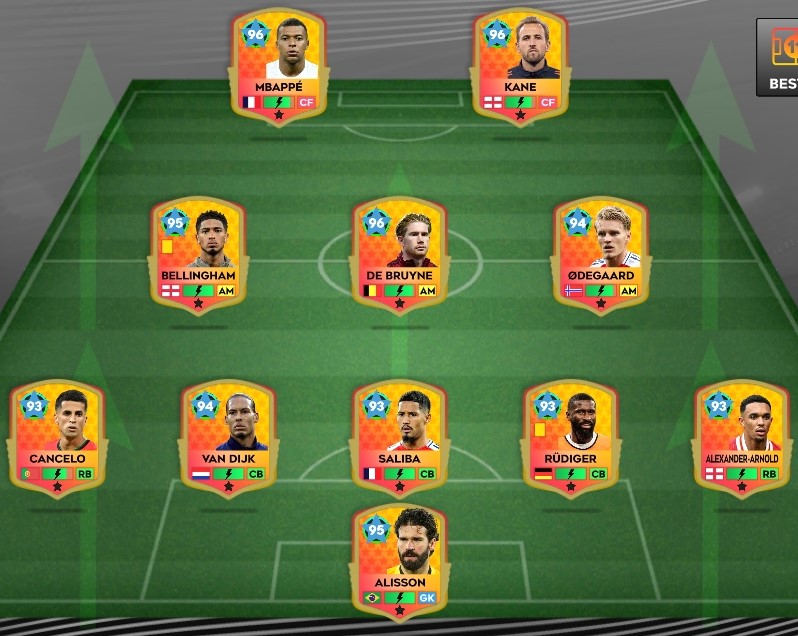 96
MBAPPÉ
CF
96
KANE
CF
BES
95
BELLINGHAM
AM
96
DE BRUYNE
AM
94
ØDEGAARD
AM
93
CANCELO
RB
94
VAN DIJK
CB
93
SALIBA
CB
93
RÜDIGER
CB
93
ALEXANDER-ARNOLD
RB
95
ALISSON
GK